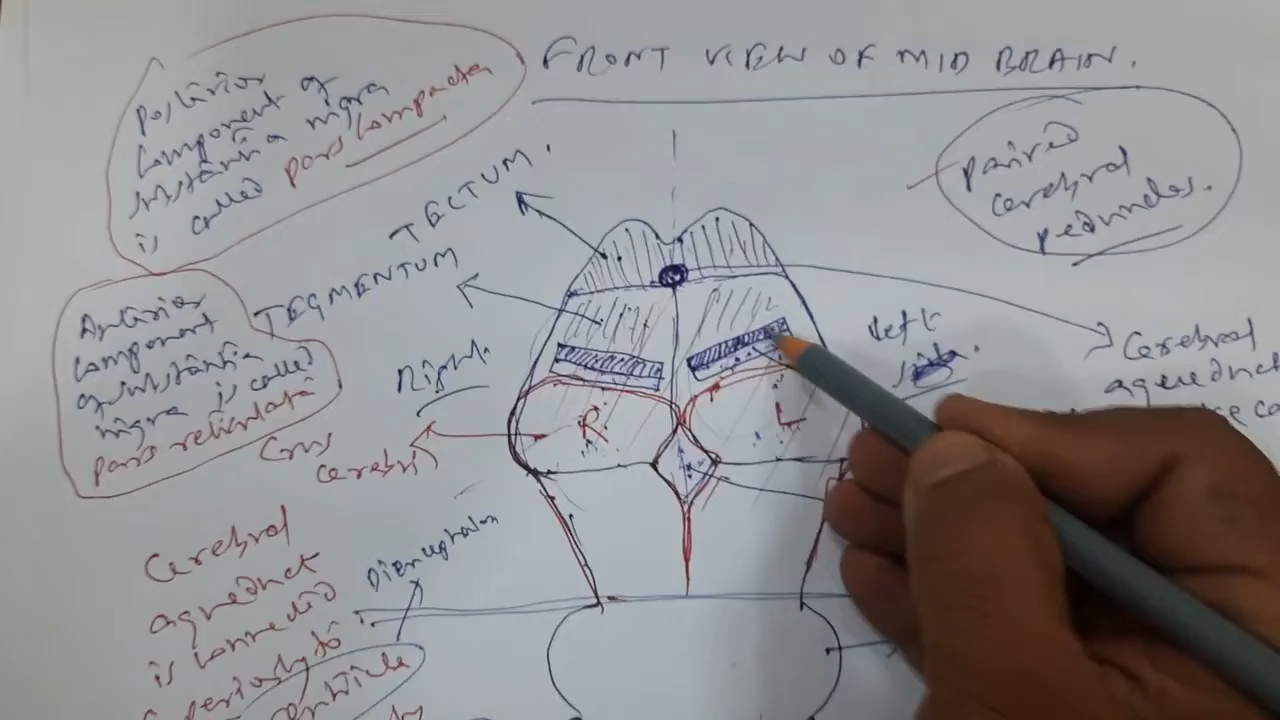 FRONT VIEW OF MID BRAIN.
Posterior
component of
substantia nigra
is called pars compacta
paired
cerebral
peduncles.
TECTUM.
TEGMENTUM
Anterior
component
of substantia
nigra is called
pars reticulata
Right.
left
side.
Cerebral
aqueduct
R
L
Crus
cerebri
Cerebral
aqueduct
is connected
Diencephalon